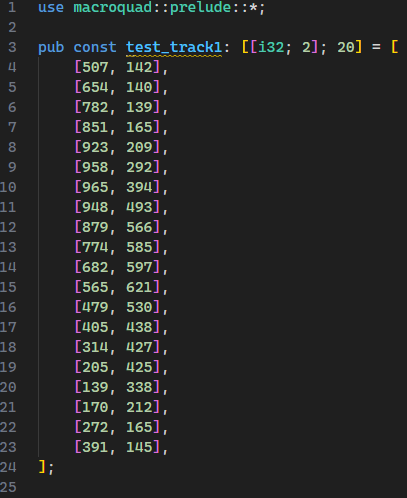 1 use macroquad::prelude::*;
2
3 pub const test_track1: [[i32; 2]; 20] = [
4     [507, 142],
5     [654, 140],
6     [782, 139],
7     [851, 165],
8     [923, 209],
9     [958, 292],
10     [965, 394],
11     [948, 493],
12     [879, 566],
13     [774, 585],
14     [682, 597],
15     [565, 621],
16     [479, 530],
17     [405, 438],
18     [314, 427],
19     [205, 425],
20     [139, 338],
21     [170, 212],
22     [272, 165],
23     [391, 145],
24 ];
25